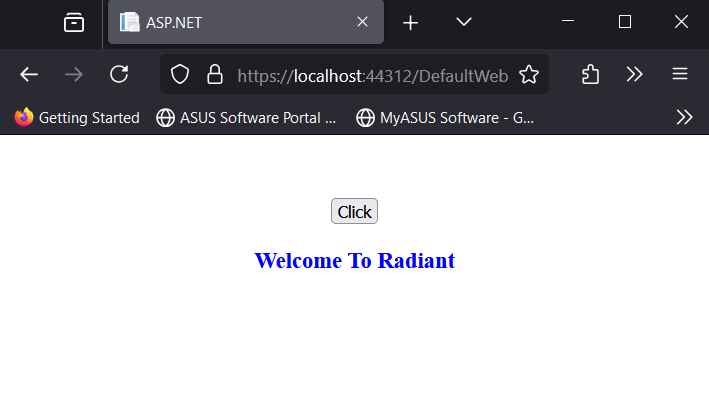 ASP.NET
https://localhost:44312/DefaultWeb
Getting Started ASUS Software Portal ... MyASUS Software - G...
Click
Welcome To Radiant